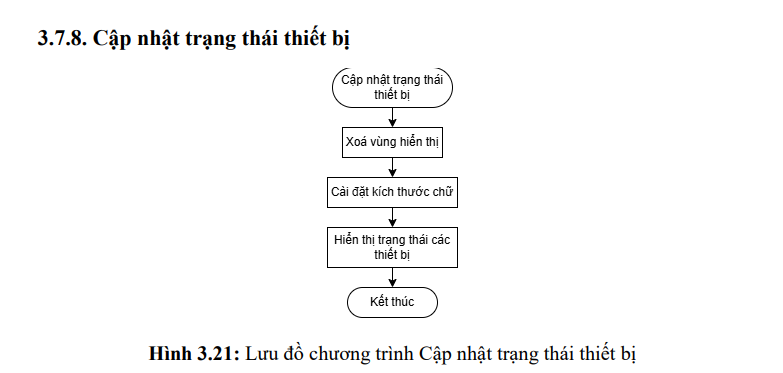 3.7.8. Cập nhật trạng thái thiết bị
Cập nhật trạng thái
thiết bị
Xoá vùng hiển thị
Cài đặt kích thước chữ
Hiển thị trạng thái các
thiết bị
Kết thúc
Hình 3.21: Lưu đồ chương trình Cập nhật trạng thái thiết bị